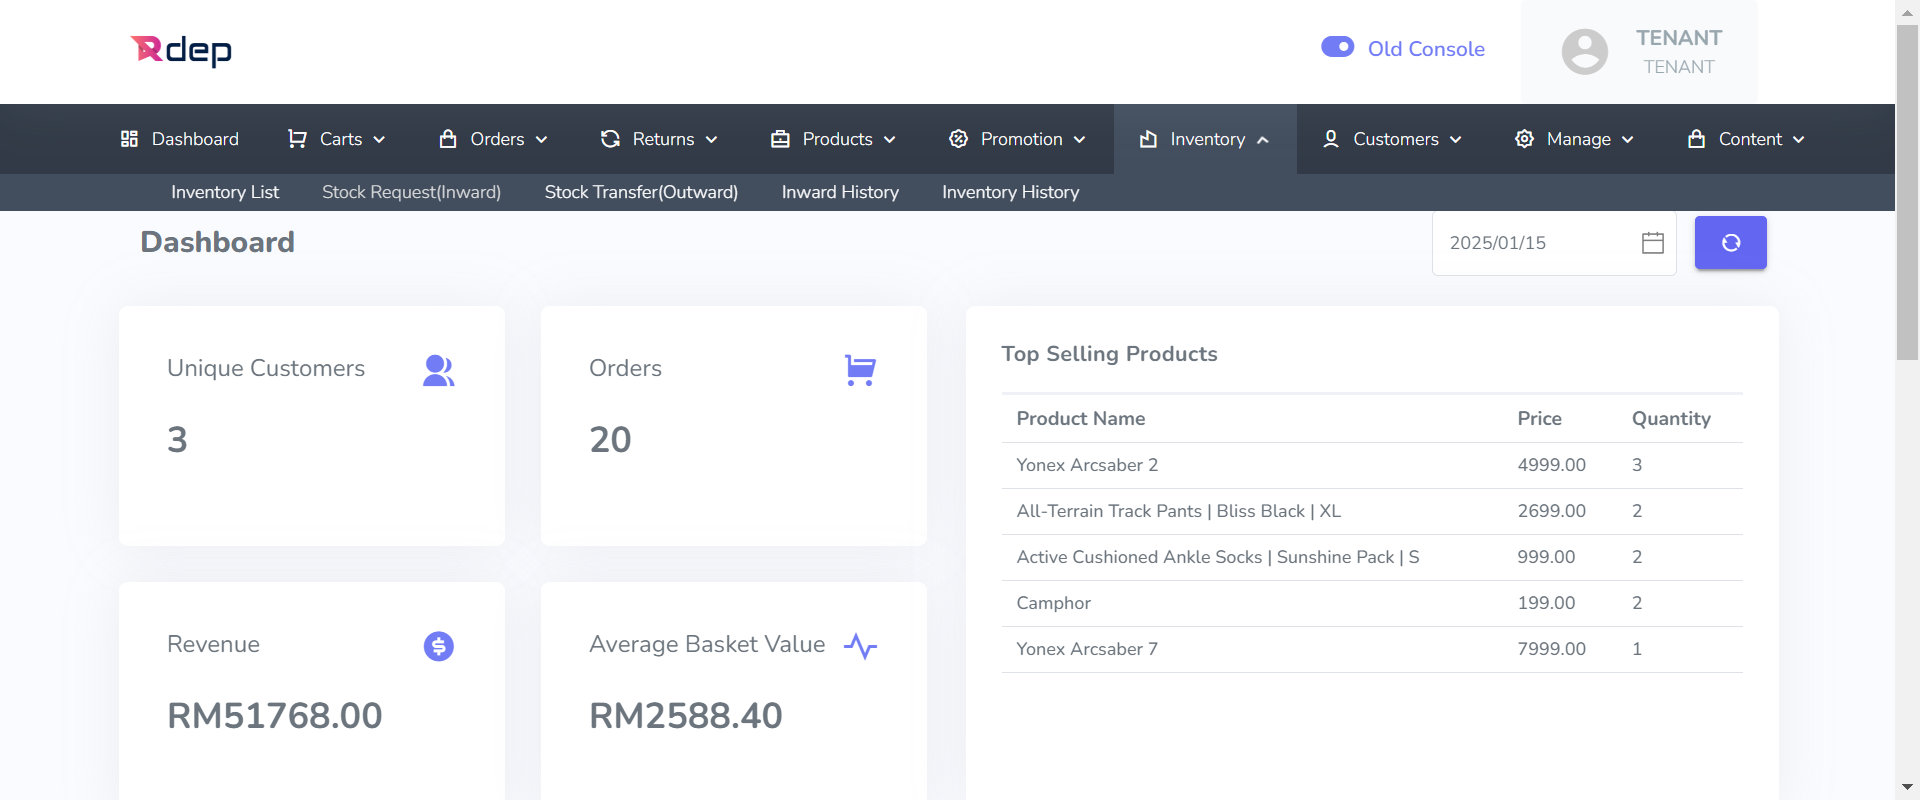 Rdep
Old Console
TENANT
TENANT
Dashboard Carts Orders Returns Products Promotion Inventory Customers Manage Content
Inventory List Stock Request(Inward) Stock Transfer(Outward) Inward History Inventory History
Dashboard
2025/01/15
Unique Customers
3
Orders
20
Revenue
RM51768.00
Average Basket Value
RM2588.40
Top Selling Products
Product Name Price Quantity
Yonex Arcsaber 2 4999.00 3
All-Terrain Track Pants | Bliss Black | XL 2699.00 2
Active Cushioned Ankle Socks | Sunshine Pack | S 999.00 2
Camphor 199.00 2
Yonex Arcsaber 7 7999.00 1